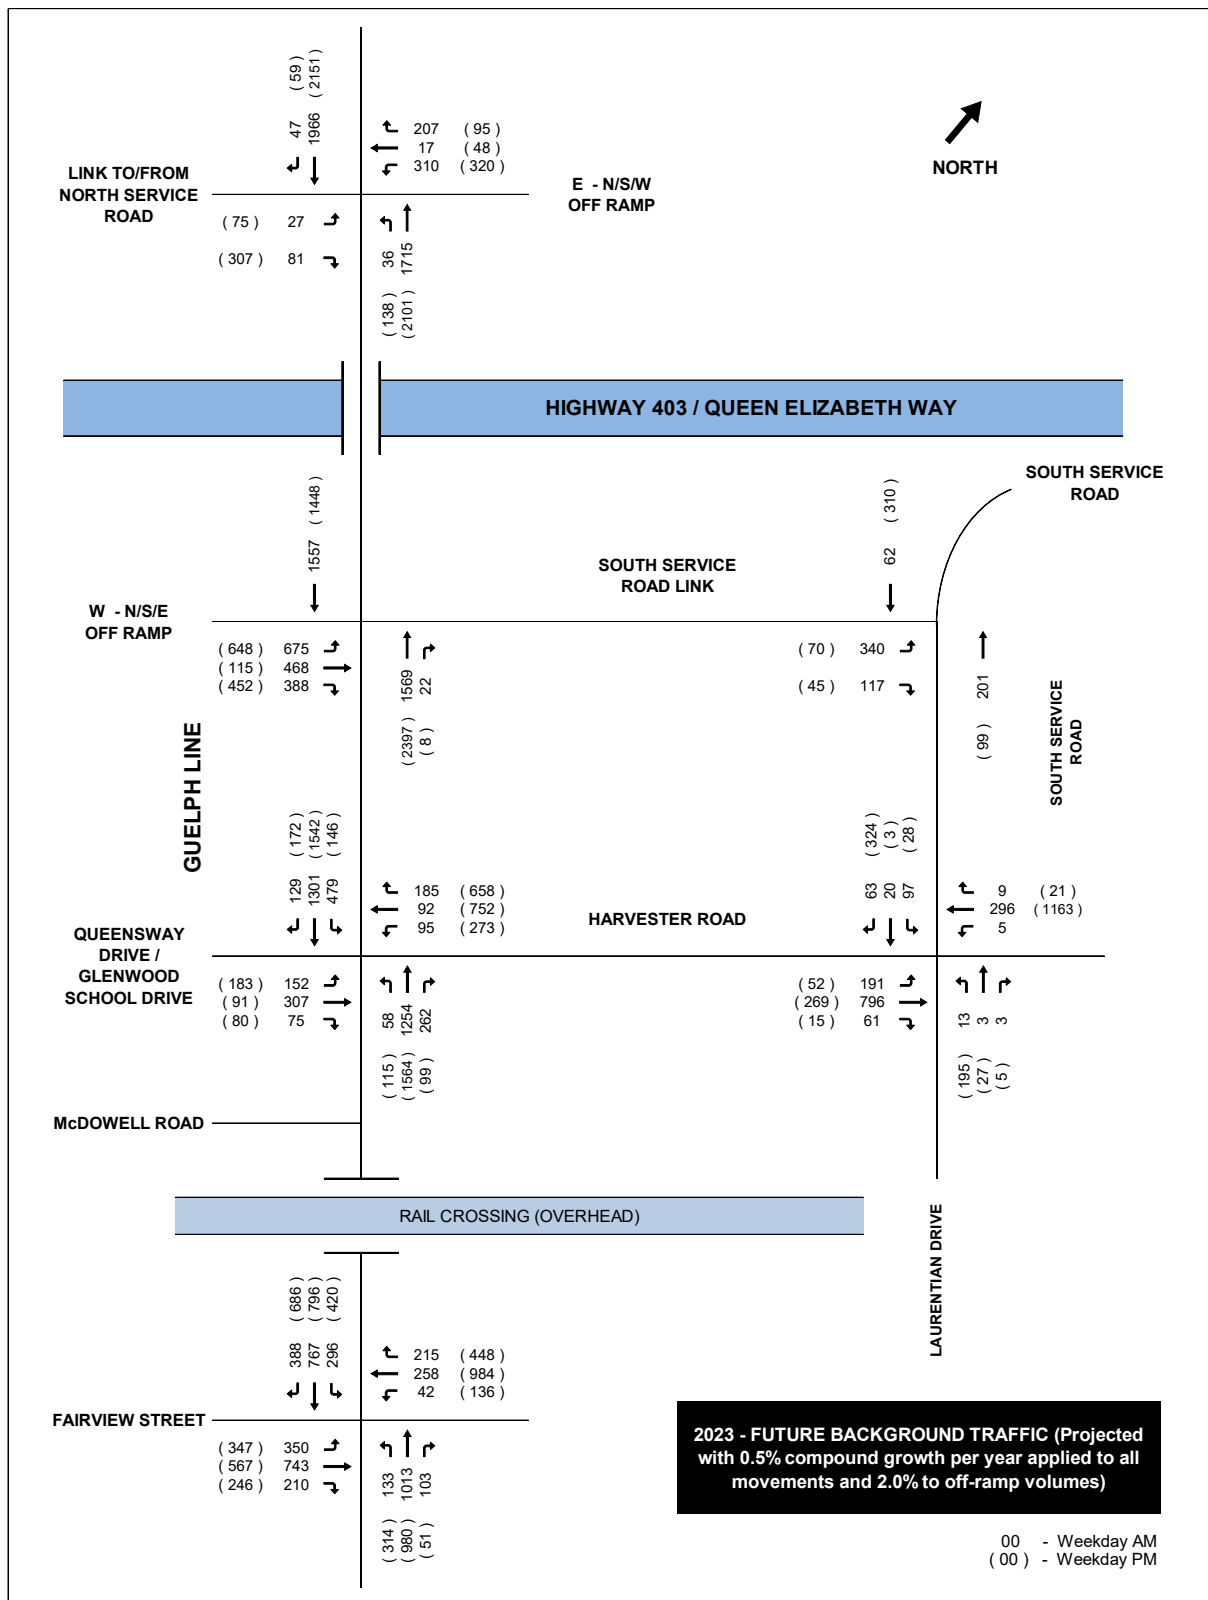 ( 59 )
( 2151 )
47
1966
207 ( 95 )
17 ( 48 )
310 ( 320 )
LINK TO/FROM
NORTH SERVICE
ROAD
E - N/S/W
OFF RAMP
NORTH
( 75 ) 27
( 307 ) 81
36
1715
( 138 )
( 2101 )
HIGHWAY 403 / QUEEN ELIZABETH WAY
( 1448 )
1557
( 310 )
62
SOUTH SERVICE
ROAD
SOUTH SERVICE
ROAD LINK
W - N/S/E
OFF RAMP
( 648 ) 675
( 115 ) 468
( 452 ) 388
1569
22
( 2397 )
( 8 )
( 70 ) 340
( 45 ) 117
201
( 99 )
SOUTH SERVICE
ROAD
GUELPH LINE
( 172 )
( 1542 )
( 146 )
129
1301
479
185 ( 658 )
92 ( 752 )
95 ( 273 )
HARVESTER ROAD
( 324 )
( 3 )
( 28 )
63
20
97
9 ( 21 )
296 ( 1163 )
5
QUEENSWAY
DRIVE /
GLENWOOD
SCHOOL DRIVE
( 183 ) 152
( 91 ) 307
( 80 ) 75
58
1254
262
( 115 )
( 1564 )
( 99 )
( 52 ) 191
( 269 ) 796
( 15 ) 61
13
3
3
( 195 )
( 27 )
( 5 )
McDOWELL ROAD
RAIL CROSSING (OVERHEAD)
LAURENTIAN DRIVE
( 686 )
( 796 )
( 420 )
388
767
296
215 ( 448 )
258 ( 984 )
42 ( 136 )
FAIRVIEW STREET
( 347 ) 350
( 567 ) 743
( 246 ) 210
133
1013
103
( 314 )
( 980 )
( 51 )
2023 - FUTURE BACKGROUND TRAFFIC (Projected
with 0.5% compound growth per year applied to all
movements and 2.0% to off-ramp volumes)
00 - Weekday AM
( 00 ) - Weekday PM